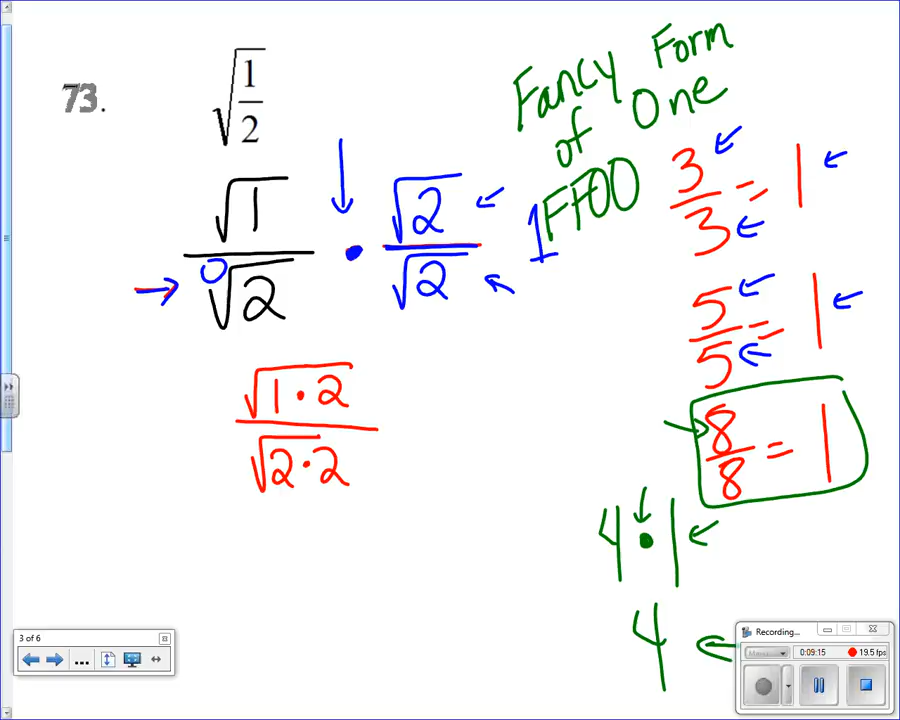 73. √(1/2)
√1/√2 • √2/√2
√(1•2)/√(2•2)
Fancy Form
of One
1FFOO
3/3 = 1
5/5 = 1
8/8 = 1
4•1
4
3 of 6
...
Recording...
Menu
0:09:15
19.5 fps